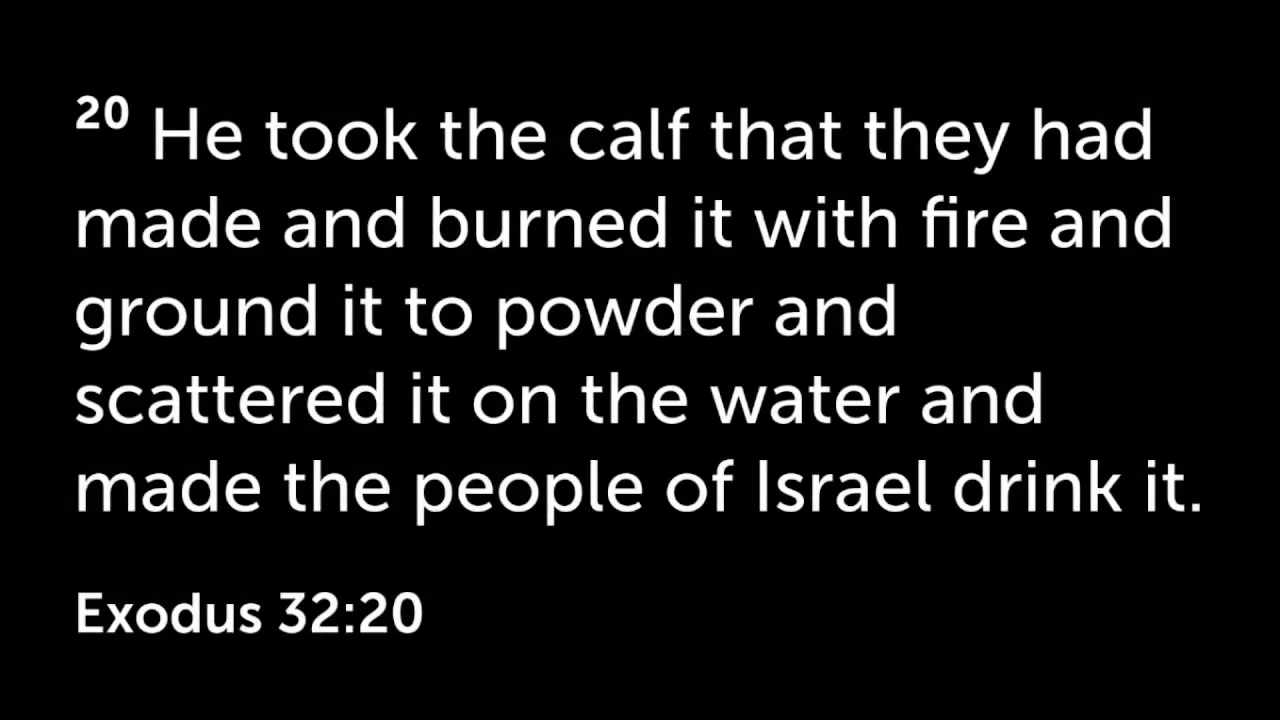 20 He took the calf that they had
made and burned it with fire and
ground it to powder and
scattered it on the water and
made the people of Israel drink it.
Exodus 32:20